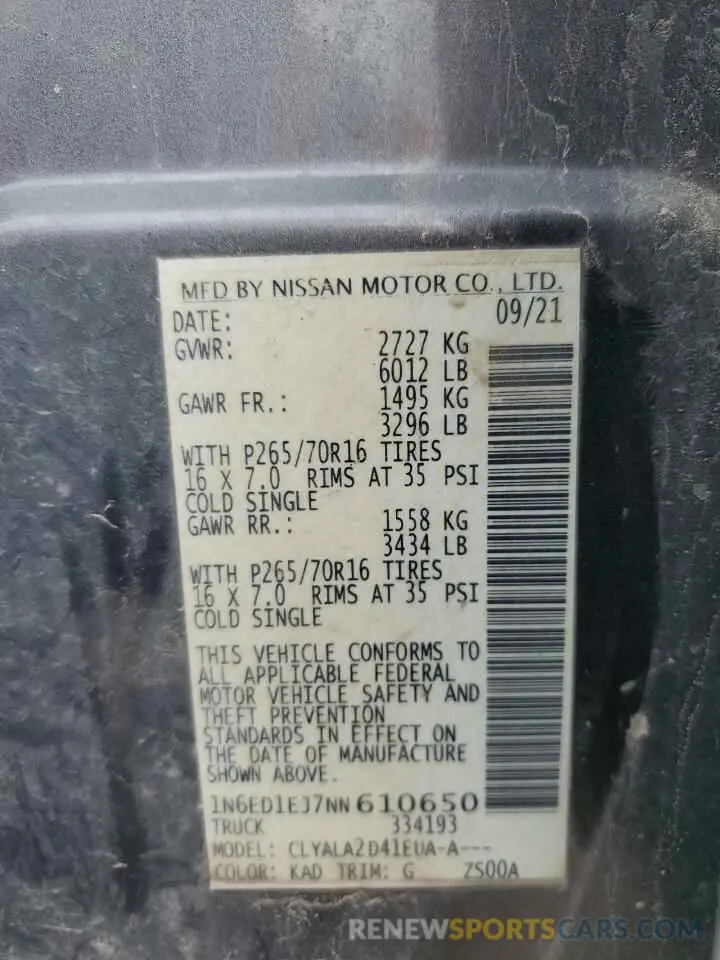 MFD BY NISSAN MOTOR CO., LTD.
DATE: 09/21
GVWR: 2727 KG
6012 LB
GAWR FR.: 1495 KG
3296 LB
WITH P265/70R16 TIRES
16 X 7.0 RIMS AT 35 PSI
COLD SINGLE
GAWR RR.: 1558 KG
3434 LB
WITH P265/70R16 TIRES
16 X 7.0 RIMS AT 35 PSI
COLD SINGLE
THIS VEHICLE CONFORMS TO
ALL APPLICABLE FEDERAL
MOTOR VEHICLE SAFETY AND
THEFT PREVENTION
STANDARDS IN EFFECT ON
THE DATE OF MANUFACTURE
SHOWN ABOVE.
1N6ED1EJ7NN610650
TRUCK 334193
MODEL: CLYALA2D41EUA-A---
COLOR: KAD TRIM: G ZS00A
RENEWSPORTSCARS.COM